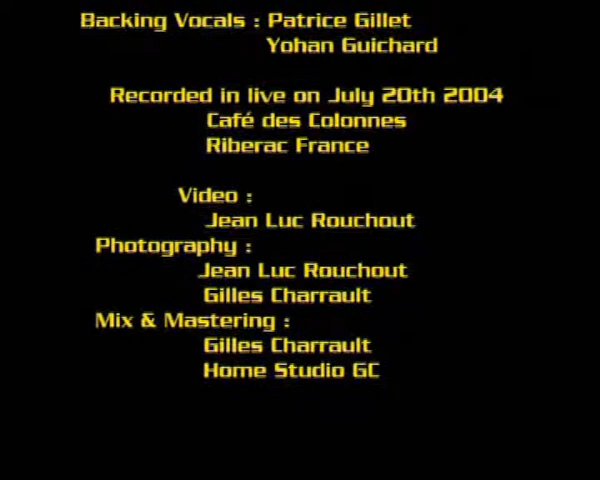 Backing Vocals : Patrice Gillet
Yohan Guichard
Recorded in live on July 20th 2004
Café des Colonnes
Riberac France
Video :
Jean Luc Rouchout
Photography :
Jean Luc Rouchout
Gilles Charrault
Mix & Mastering :
Gilles Charrault
Home Studio GC